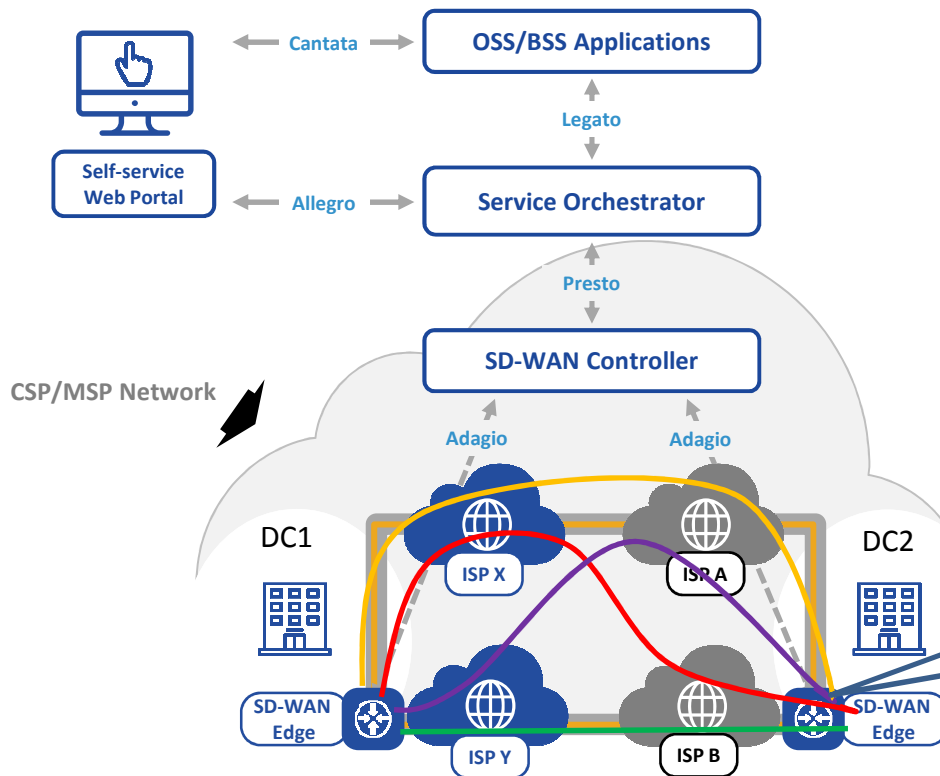 Cantata
OSS/BSS Applications
Legato
Self-service
Web Portal
Allegro
Service Orchestrator
Presto
SD-WAN Controller
CSP/MSP Network
Adagio
Adagio
DC1
DC2
ISP X
ISP A
SD-WAN
Edge
SD-WAN
Edge
ISP Y
ISP B